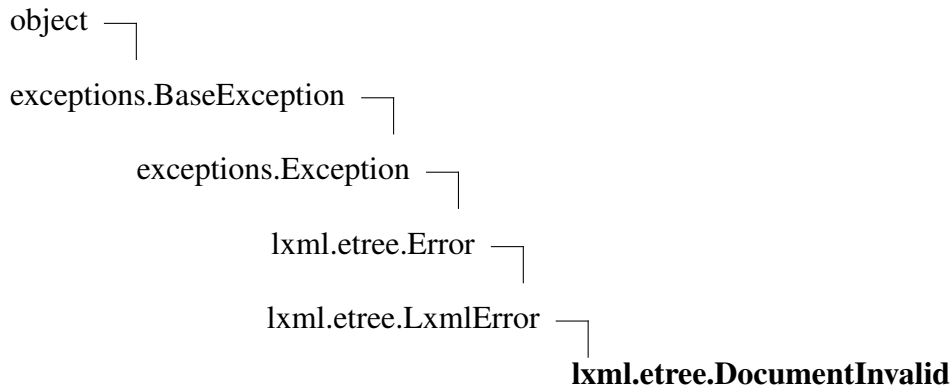 object
exceptions.BaseException
exceptions.Exception
lxml.etree.Error
lxml.etree.LxmlError
lxml.etree.DocumentInvalid